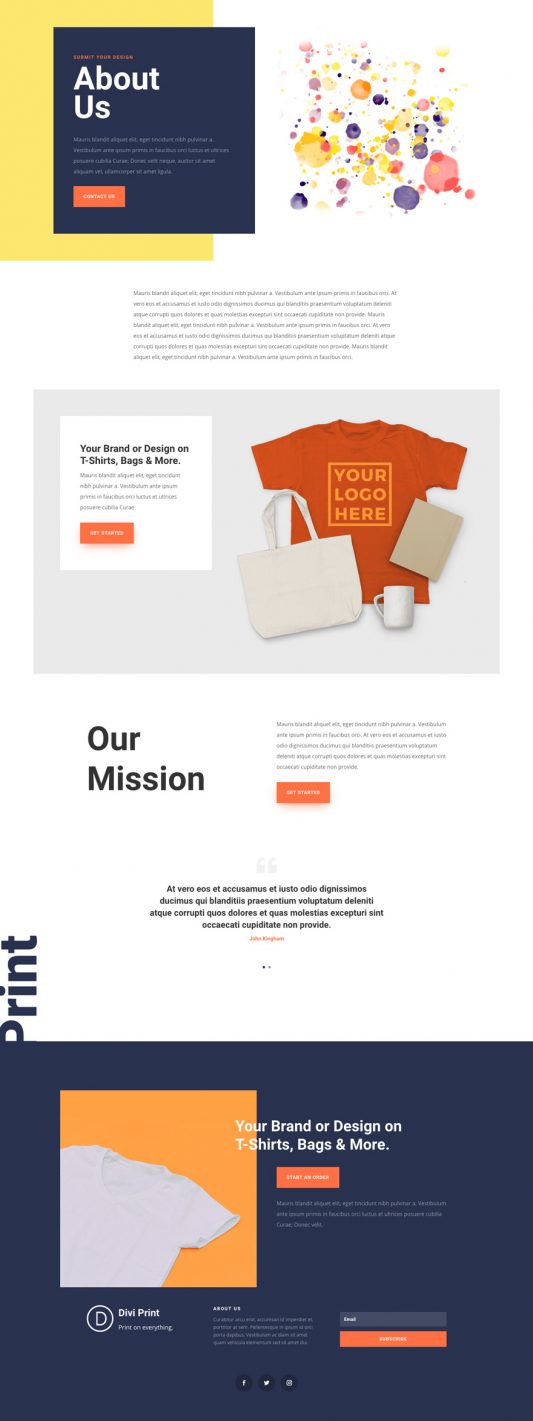 SUBMIT YOUR DESIGN
About
Us
Mauris blandit aliquet elit, eget tincidunt nibh pulvinar a.
Vestibulum ante ipsum primis in faucibus orci luctus et ultrices
posuere cubilia Curae; Donec velit neque, auctor sit amet
aliquam vel, ullamcorper sit amet ligula.
CONTACT US
Mauris blandit aliquet elit, eget tincidunt nibh pulvinar a. Vestibulum ante ipsum primis in faucibus orci. At
vero eos et accusamus et iusto odio dignissimos ducimus qui blanditiis praesentium voluptatum deleniti
atque corrupti quos dolores et quas molestias excepturi sint occaecati cupiditate non provide. Mauris
blandit aliquet elit, eget tincidunt nibh pulvinar a. Vestibulum ante ipsum primis in faucibus orci. At vero
eos et accusamus et iusto odio dignissimos ducimus qui blanditiis praesentium voluptatum deleniti atque
corrupti quos dolores et quas molestias excepturi sint occaecati cupiditate non provide. Mauris blandit
aliquet elit, eget tincidunt nibh pulvinar a. Vestibulum ante ipsum primis in faucibus orci.
Your Brand or Design on
T-Shirts, Bags & More.
Mauris blandit aliquet elit, eget tincidunt
nibh pulvinar a. Vestibulum ante ipsum
primis in faucibus orci luctus et ultrices
posuere cubilia Curae
GET STARTED
YOUR
LOGO
HERE
Our
Mission
Mauris blandit aliquet elit, eget tincidunt nibh pulvinar a. Vestibulum
ante ipsum primis in faucibus orci. At vero eos et accusamus et iusto
odio dignissimos ducimus qui blanditiis praesentium voluptatum
deleniti atque corrupti quos dolores et quas molestias excepturi sint
occaecati cupiditate non provide.
GET STARTED
At vero eos et accusamus et iusto odio dignissimos
ducimus qui blanditiis praesentium voluptatum deleniti
atque corrupti quos dolores et quas molestias excepturi sint
occaecati cupiditate non provide.
John Kingham
Print
Your Brand or Design on
T-Shirts, Bags & More.
START AN ORDER
Mauris blandit aliquet elit, eget tincidunt nibh pulvinar a. Vestibulum
ante ipsum primis in faucibus orci luctus et ultrices posuere cubilia
Curae; Donec velit.
D
Divi Print
Print on everything.
ABOUT US
Curabitur arcu erat, accumsan id imperdiet et,
porttitor at sem. Pellentesque in ipsum id orci
porta dapibus. Vestibulum ac diam sit amet
quam vehicula elementum sed sit amet dui.
Email
SUBSCRIBE